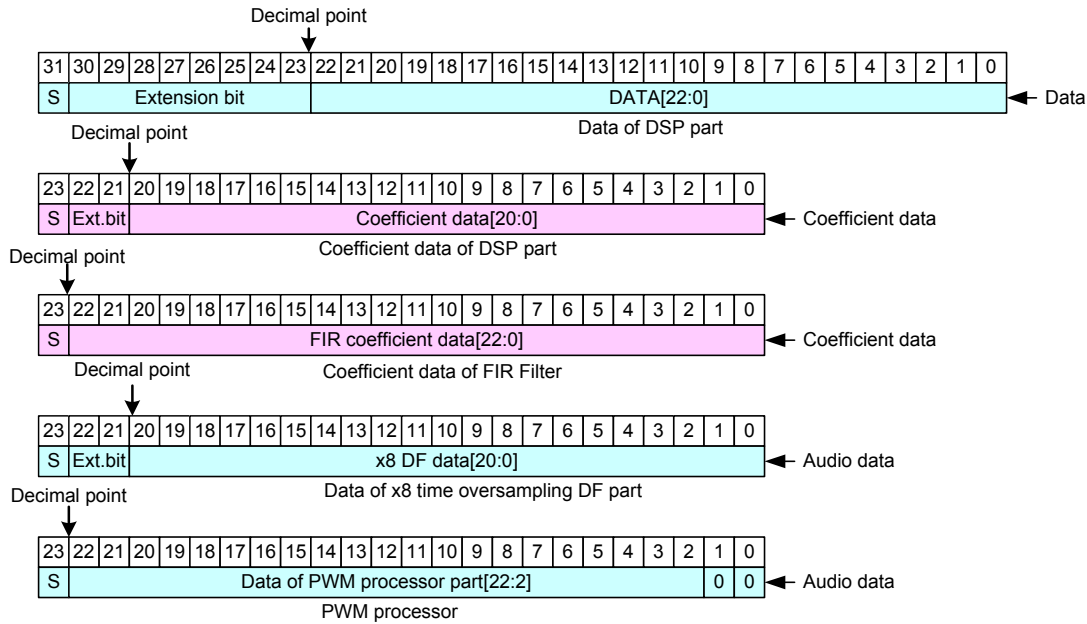 Decimal point
31 30 29 28 27 26 25 24 23 22 21 20 19 18 17 16 15 14 13 12 11 10 9 8 7 6 5 4 3 2 1 0
S Extension bit DATA[22:0] Data
Data of DSP part
Decimal point
23 22 21 20 19 18 17 16 15 14 13 12 11 10 9 8 7 6 5 4 3 2 1 0
S Ext.bit Coefficient data[20:0] Coefficient data
Coefficient data of DSP part
Decimal point
23 22 21 20 19 18 17 16 15 14 13 12 11 10 9 8 7 6 5 4 3 2 1 0
S FIR coefficient data[22:0] Coefficient data
Coefficient data of FIR Filter
Decimal point
23 22 21 20 19 18 17 16 15 14 13 12 11 10 9 8 7 6 5 4 3 2 1 0
S Ext.bit x8 DF data[20:0] Audio data
Data of x8 time oversampling DF part
Decimal point
23 22 21 20 19 18 17 16 15 14 13 12 11 10 9 8 7 6 5 4 3 2 1 0
S Data of PWM processor part[22:2] 0 0 Audio data
PWM processor